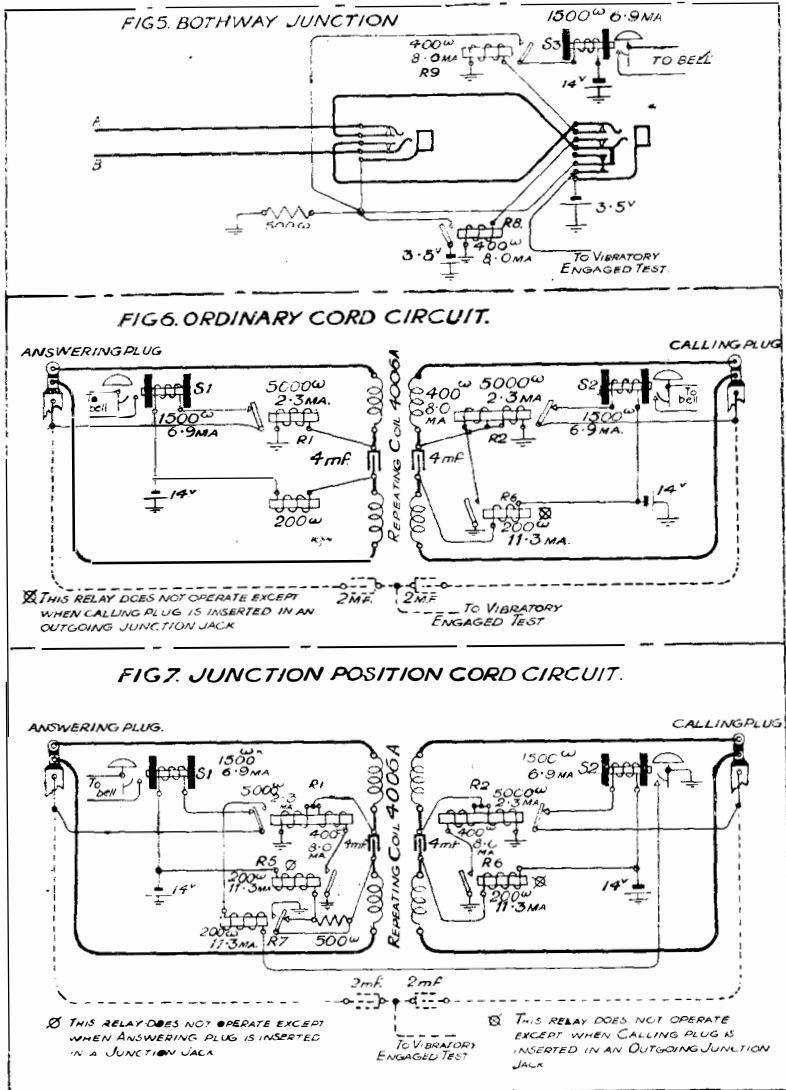 FIG5. BOTHWAY JUNCTION
1500ω 6·9MA
400ω
8·0MA
R9
S3
TO BELL
14V
A
B
500ω
3·5V
R8
400ω
8·0MA
3·5V
TO VIBRATORY
ENGAGED TEST.
FIG6. ORDINARY CORD CIRCUIT.
ANSWERING PLUG
CALLING PLUG
To
bell
S1
1500ω
6·9MA
5000ω
2·3MA.
R1
4mf.
200ω
14V
REPEATING COIL 4006A
400ω
8·0
MA
5000ω
2·3MA
R2
4mf.
S2
1500ω
6·9MA.
To
bell
R6
200ω
11·3MA.
14V
2M.F.
2M.F
TO VIBRATORY
ENGAGED TEST
THIS RELAY DOES NOT OPERATE EXCEPT
WHEN CALLING PLUG IS INSERTED IN AN
OUTGOING JUNCTION JACK
FIG7. JUNCTION POSITION CORD CIRCUIT.
ANSWERING PLUG.
CALLING PLUG
To
bell
S1
1500ω
6·9MA
5000ω
2·3
MA
R1
400ω
8·0
MA
4mf
R5 Ø
200ω
11·3MA
14V
200ω
11·3MA.
R7
500ω
REPEATING COIL 4006A
R2
5000ω
2·3MA
400ω
8·0
MA
4mf
1500ω
6·9MA
S2
R6
200ω
11·3MA
14V
2mf.
2mf
TO VIBRATORY
ENGAGED TEST
Ø THIS RELAY DOES NOT OPERATE EXCEPT
WHEN ANSWERING PLUG IS INSERTED
IN A JUNCTION JACK
THIS RELAY DOES NOT OPERATE
EXCEPT WHEN CALLING PLUG IS
INSERTED IN AN OUTGOING JUNCTION
JACK